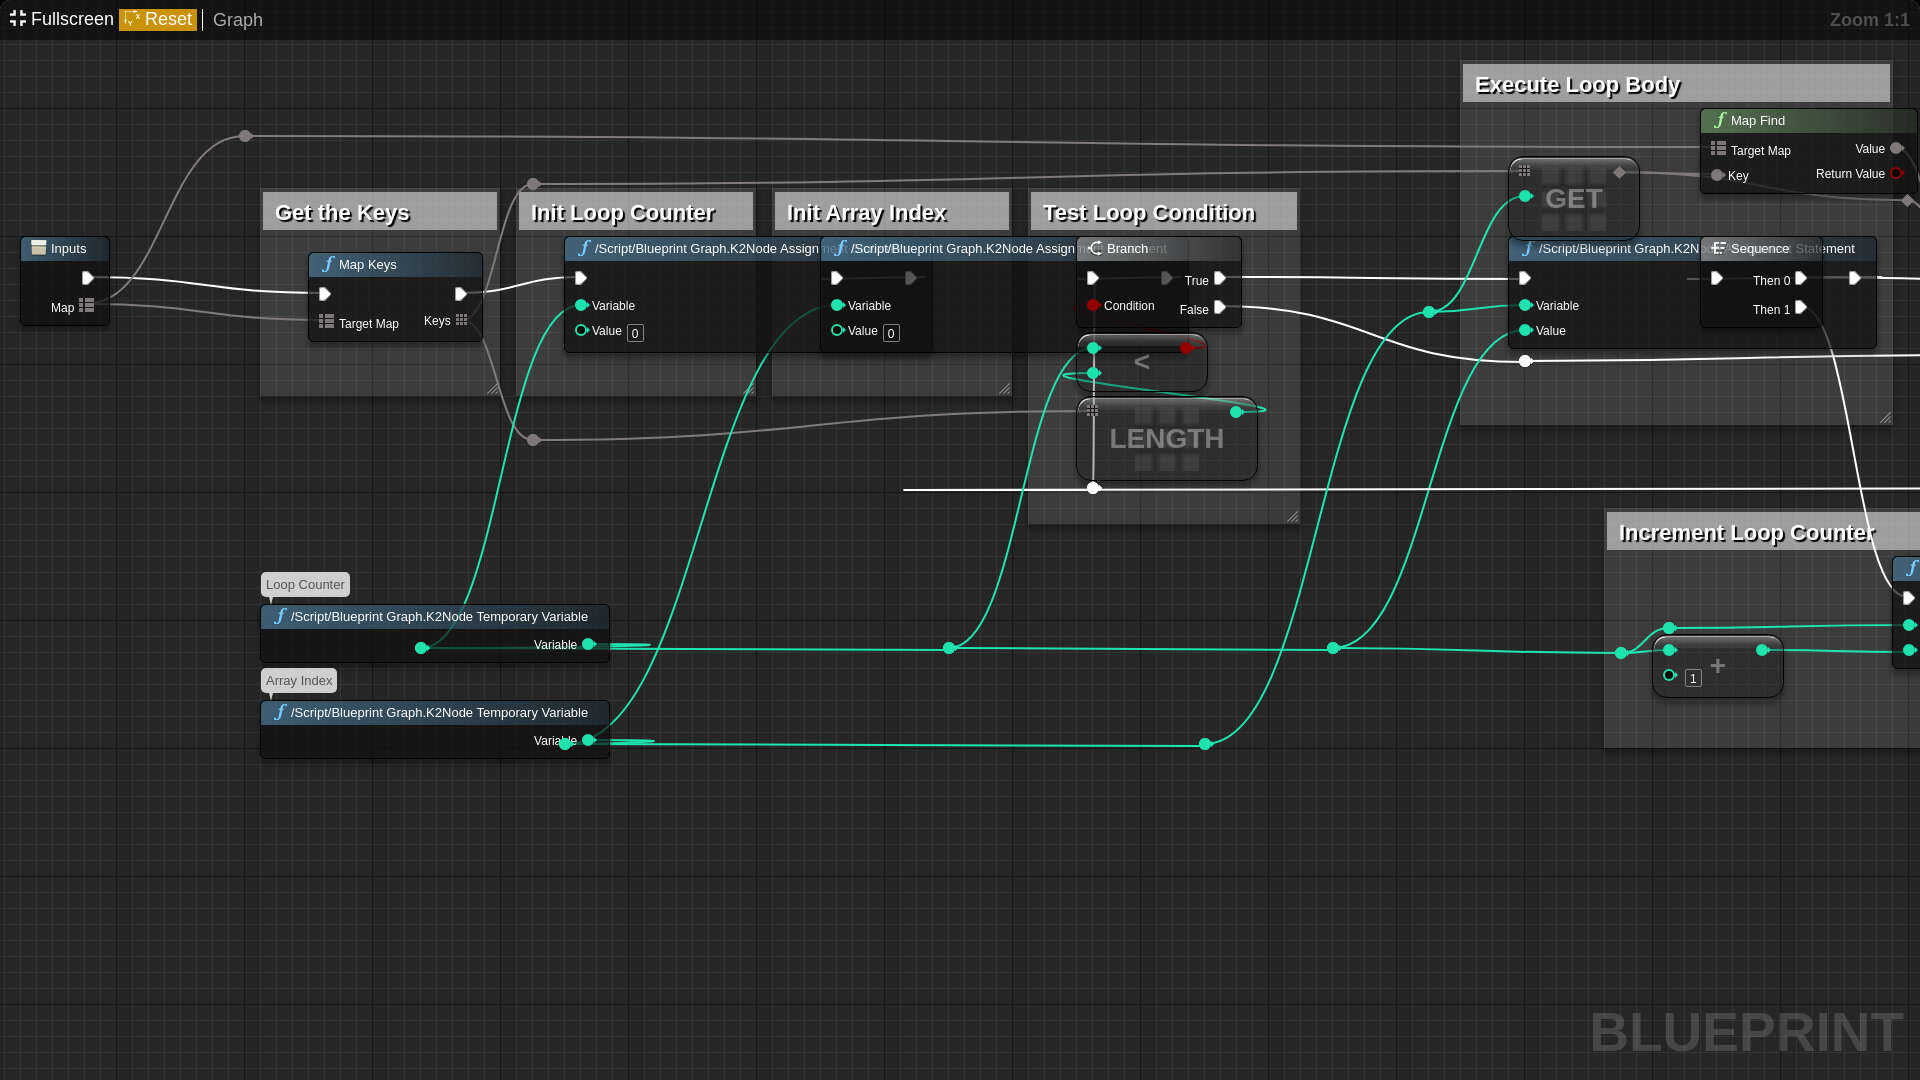 Fullscreen Reset Graph Zoom 1:1
Execute Loop Body
Map Find
Target Map Value
Key Return Value
GET
Get the Keys
Init Loop Counter
Init Array Index
Test Loop Condition
Inputs
Map
Map Keys
Target Map Keys
/Script/Blueprint Graph.K2Node Assign
Variable
Value 0
/Script/Blueprint Graph.K2Node Assign
Variable
Value 0
Branch
True
Condition
False
<
LENGTH
/Script/Blueprint Graph.K2No
Statement
Variable
Value
Sequence
Then 0
Then 1
Increment Loop Counter
+
1
Loop Counter
/Script/Blueprint Graph.K2Node Temporary Variable
Variable
Array Index
/Script/Blueprint Graph.K2Node Temporary Variable
Variable
BLUEPRINT